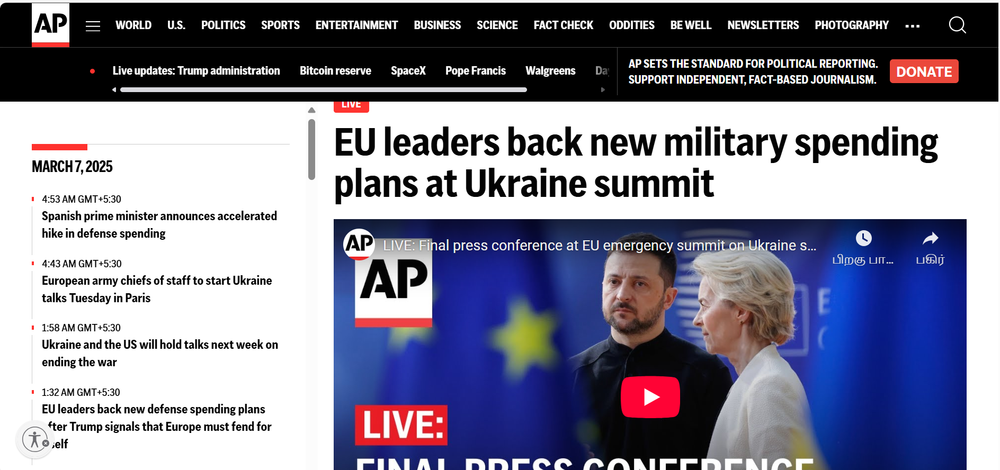 AP
WORLD U.S. POLITICS SPORTS ENTERTAINMENT BUSINESS SCIENCE FACT CHECK ODDITIES BE WELL NEWSLETTERS PHOTOGRAPHY
Live updates: Trump administration Bitcoin reserve SpaceX Pope Francis Walgreens
AP SETS THE STANDARD FOR POLITICAL REPORTING.
SUPPORT INDEPENDENT, FACT-BASED JOURNALISM.
DONATE
MARCH 7, 2025
4:53 AM GMT+5:30
Spanish prime minister announces accelerated
hike in defense spending
4:43 AM GMT+5:30
European army chiefs of staff to start Ukraine
talks Tuesday in Paris
1:58 AM GMT+5:30
Ukraine and the US will hold talks next week on
ending the war
1:32 AM GMT+5:30
EU leaders back new defense spending plans
fter Trump signals that Europe must fend for
self
LIVE
EU leaders back new military spending
plans at Ukraine summit
AP
LIVE: Final press conference at EU emergency summit on Ukraine s...
பிறகு பா...
பகிர்
AP
LIVE:
FINAL PRESS CONFERENCE